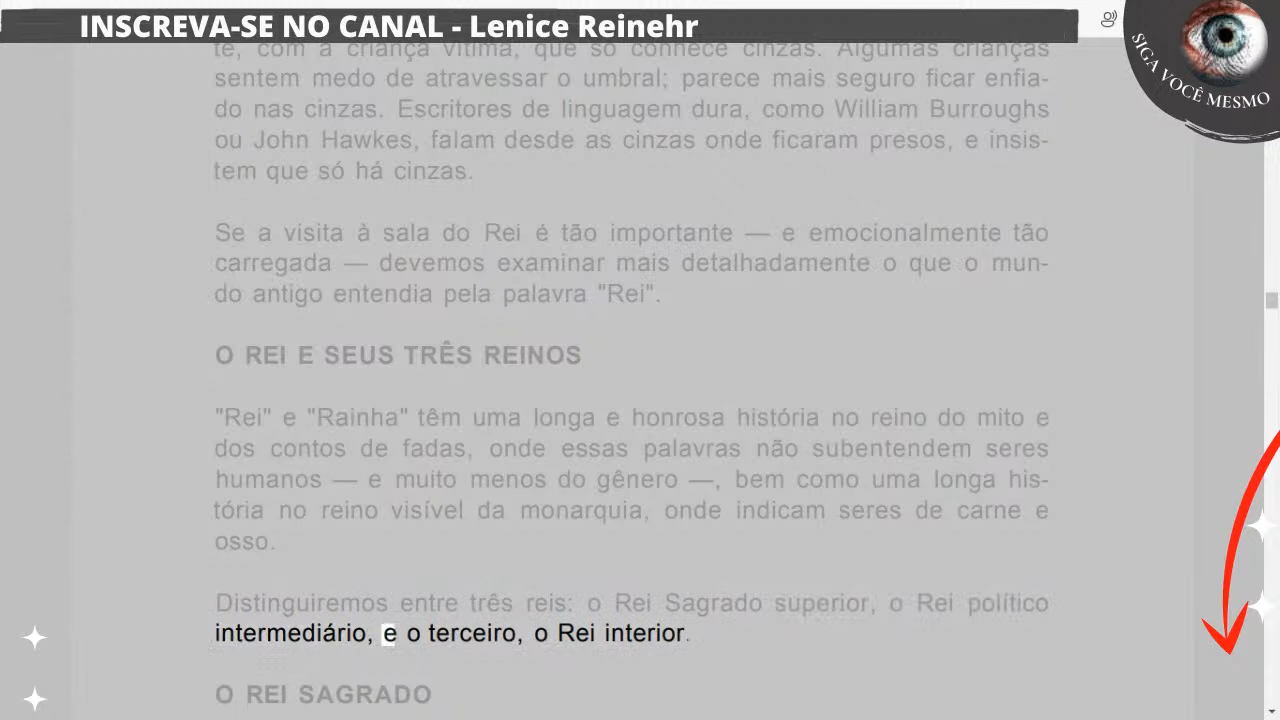 INSCREVA-SE NO CANAL - Lenice Reinehr
SIGA VOCÊ MESMO
te, com a criança vítima, que só conhece cinzas. Algumas crianças
sentem medo de atravessar o umbral; parece mais seguro ficar enfia-
do nas cinzas. Escritores de linguagem dura, como William Burroughs
ou John Hawkes, falam desde as cinzas onde ficaram presos, e insis-
tem que só há cinzas.
Se a visita à sala do Rei é tão importante — e emocionalmente tão
carregada — devemos examinar mais detalhadamente o que o mun-
do antigo entendia pela palavra "Rei".
O REI E SEUS TRÊS REINOS
"Rei" e "Rainha" têm uma longa e honrosa história no reino do mito e
dos contos de fadas, onde essas palavras não subentendem seres
humanos — e muito menos do gênero —, bem como uma longa his-
tória no reino visível da monarquia, onde indicam seres de carne e
osso.
Distinguiremos entre três reis: o Rei Sagrado superior, o Rei político
intermediário, e o terceiro, o Rei interior.
O REI SAGRADO